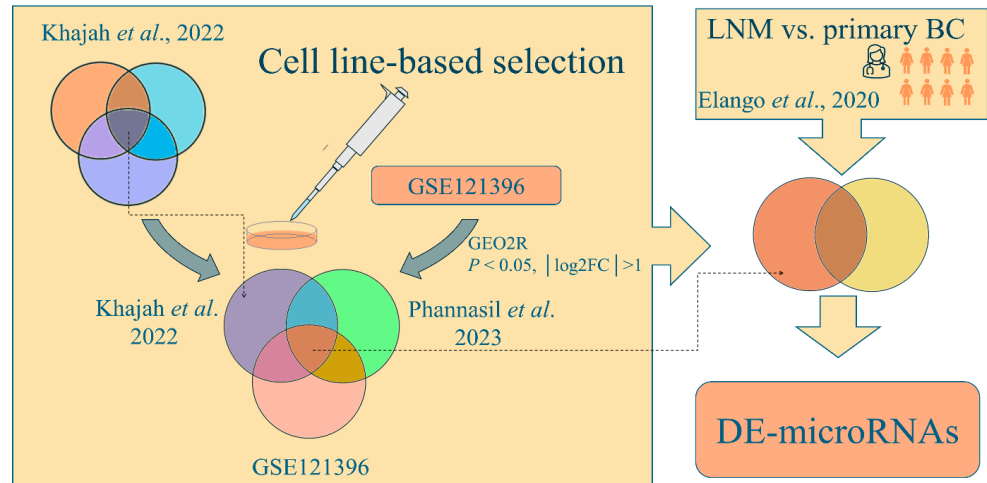 Khajah et al., 2022
Cell line-based selection
GSE121396
GEO2R
P < 0.05, |log2FC| >1
Khajah et al.
2022
Phannasil et al.
2023
GSE121396
LNM vs. primary BC
Elango et al., 2020
DE-microRNAs